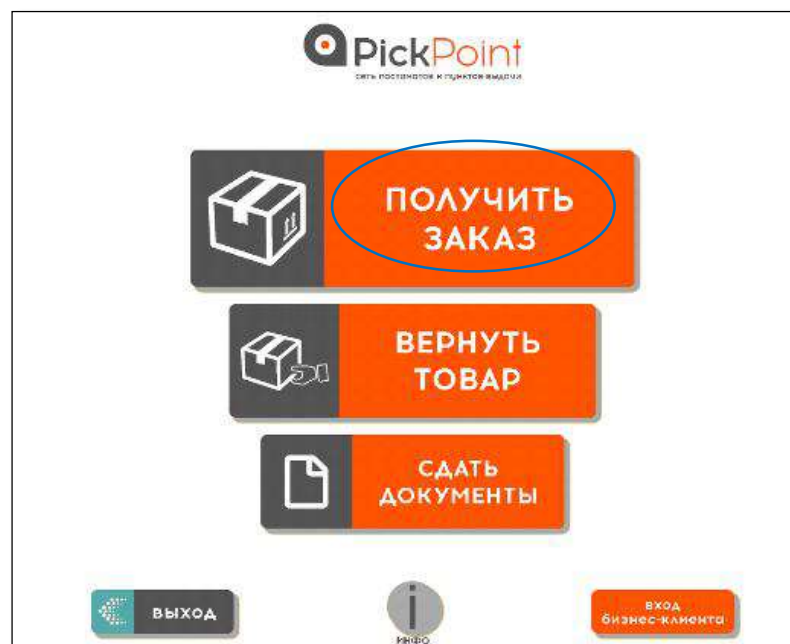 PickPoint
сеть постаматов и пунктов выдачи
ПОЛУЧИТЬ
ЗАКАЗ
ВЕРНУТЬ
ТОВАР
СДАТЬ
ДОКУМЕНТЫ
ВЫХОД
i
ИНФО
вход
бизнес-клиента